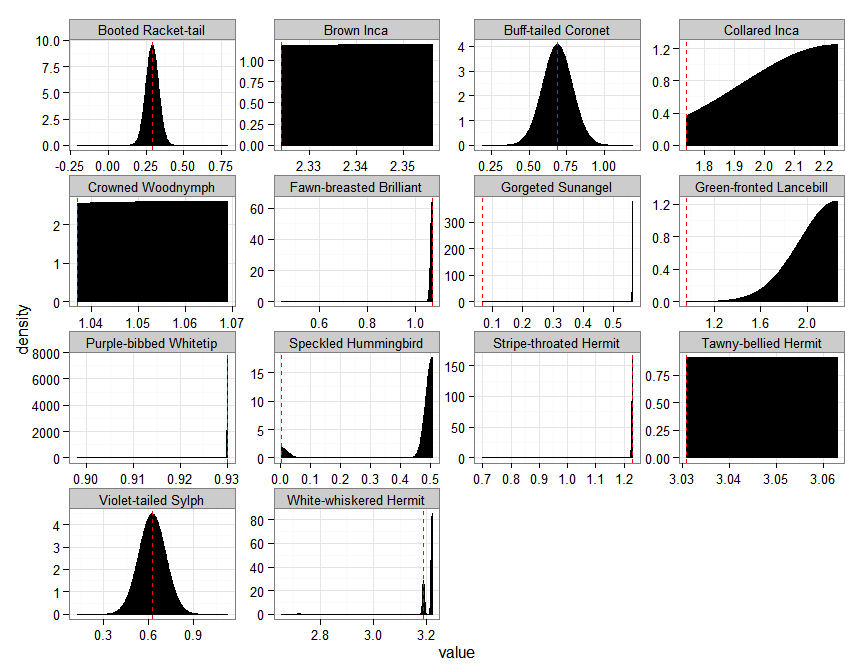 Booted Racket-tail Brown Inca Buff-tailed Coronet Collared Inca
10.0 7.5 5.0 2.5 0.0
1.00 0.75 0.50 0.25 0.00
4 3 2 1 0
1.2 0.8 0.4 0.0
-0.25 0.00 0.25 0.50 0.75
2.33 2.34 2.35
0.25 0.50 0.75 1.00
1.8 1.9 2.0 2.1 2.2
Crowned Woodnymph Fawn-breasted Brilliant Gorgeted Sunangel Green-fronted Lancebill
2 1 0
60 40 20 0
300 200 100 0
1.2 0.8 0.4 0.0
1.04 1.05 1.06 1.07
0.6 0.8 1.0
0.1 0.2 0.3 0.4 0.5
1.2 1.6 2.0
density
Purple-bibbed Whitetip Speckled Hummingbird Stripe-throated Hermit Tawny-bellied Hermit
8000 6000 4000 2000 0
15 10 5 0
150 100 50 0
0.75 0.50 0.25 0.00
0.90 0.91 0.92 0.93
0.0 0.1 0.2 0.3 0.4 0.5
0.7 0.8 0.9 1.0 1.1 1.2
3.03 3.04 3.05 3.06
Violet-tailed Sylph White-whiskered Hermit
4 3 2 1 0
80 60 40 20 0
0.3 0.6 0.9
2.8 3.0 3.2
value